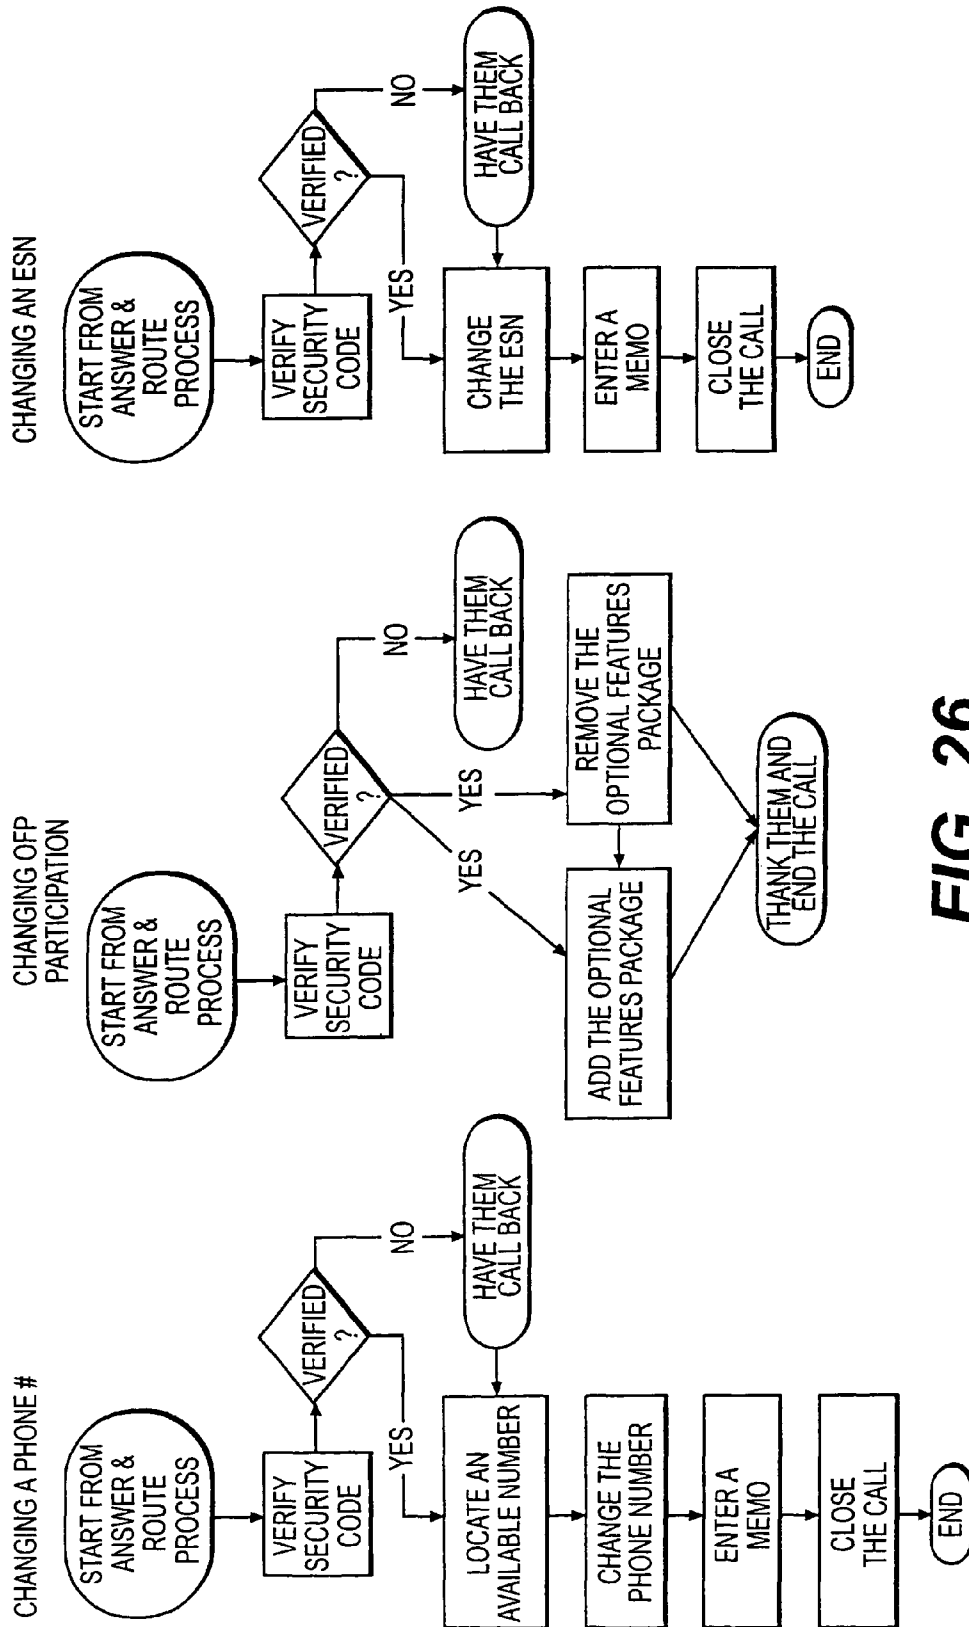 CHANGING A PHONE #
START FROM
ANSWER &
ROUTE
PROCESS
VERIFY
SECURITY
CODE
VERIFIED
?
NO
YES
HAVE THEM
CALL BACK
LOCATE AN
AVAILABLE NUMBER
CHANGE THE
PHONE NUMBER
ENTER A
MEMO
CLOSE
THE CALL
END
CHANGING OFP
PARTICIPATION
START FROM
ANSWER &
ROUTE
PROCESS
VERIFY
SECURITY
CODE
VERIFIED
?
NO
YES
YES
HAVE THEM
CALL BACK
ADD THE OPTIONAL
FEATURES PACKAGE
REMOVE THE
OPTIONAL FEATURES
PACKAGE
THANK THEM AND
END THE CALL
CHANGING AN ESN
START FROM
ANSWER &
ROUTE
PROCESS
VERIFY
SECURITY
CODE
VERIFIED
?
NO
YES
HAVE THEM
CALL BACK
CHANGE
THE ESN
ENTER A
MEMO
CLOSE
THE CALL
END
FIG. 26